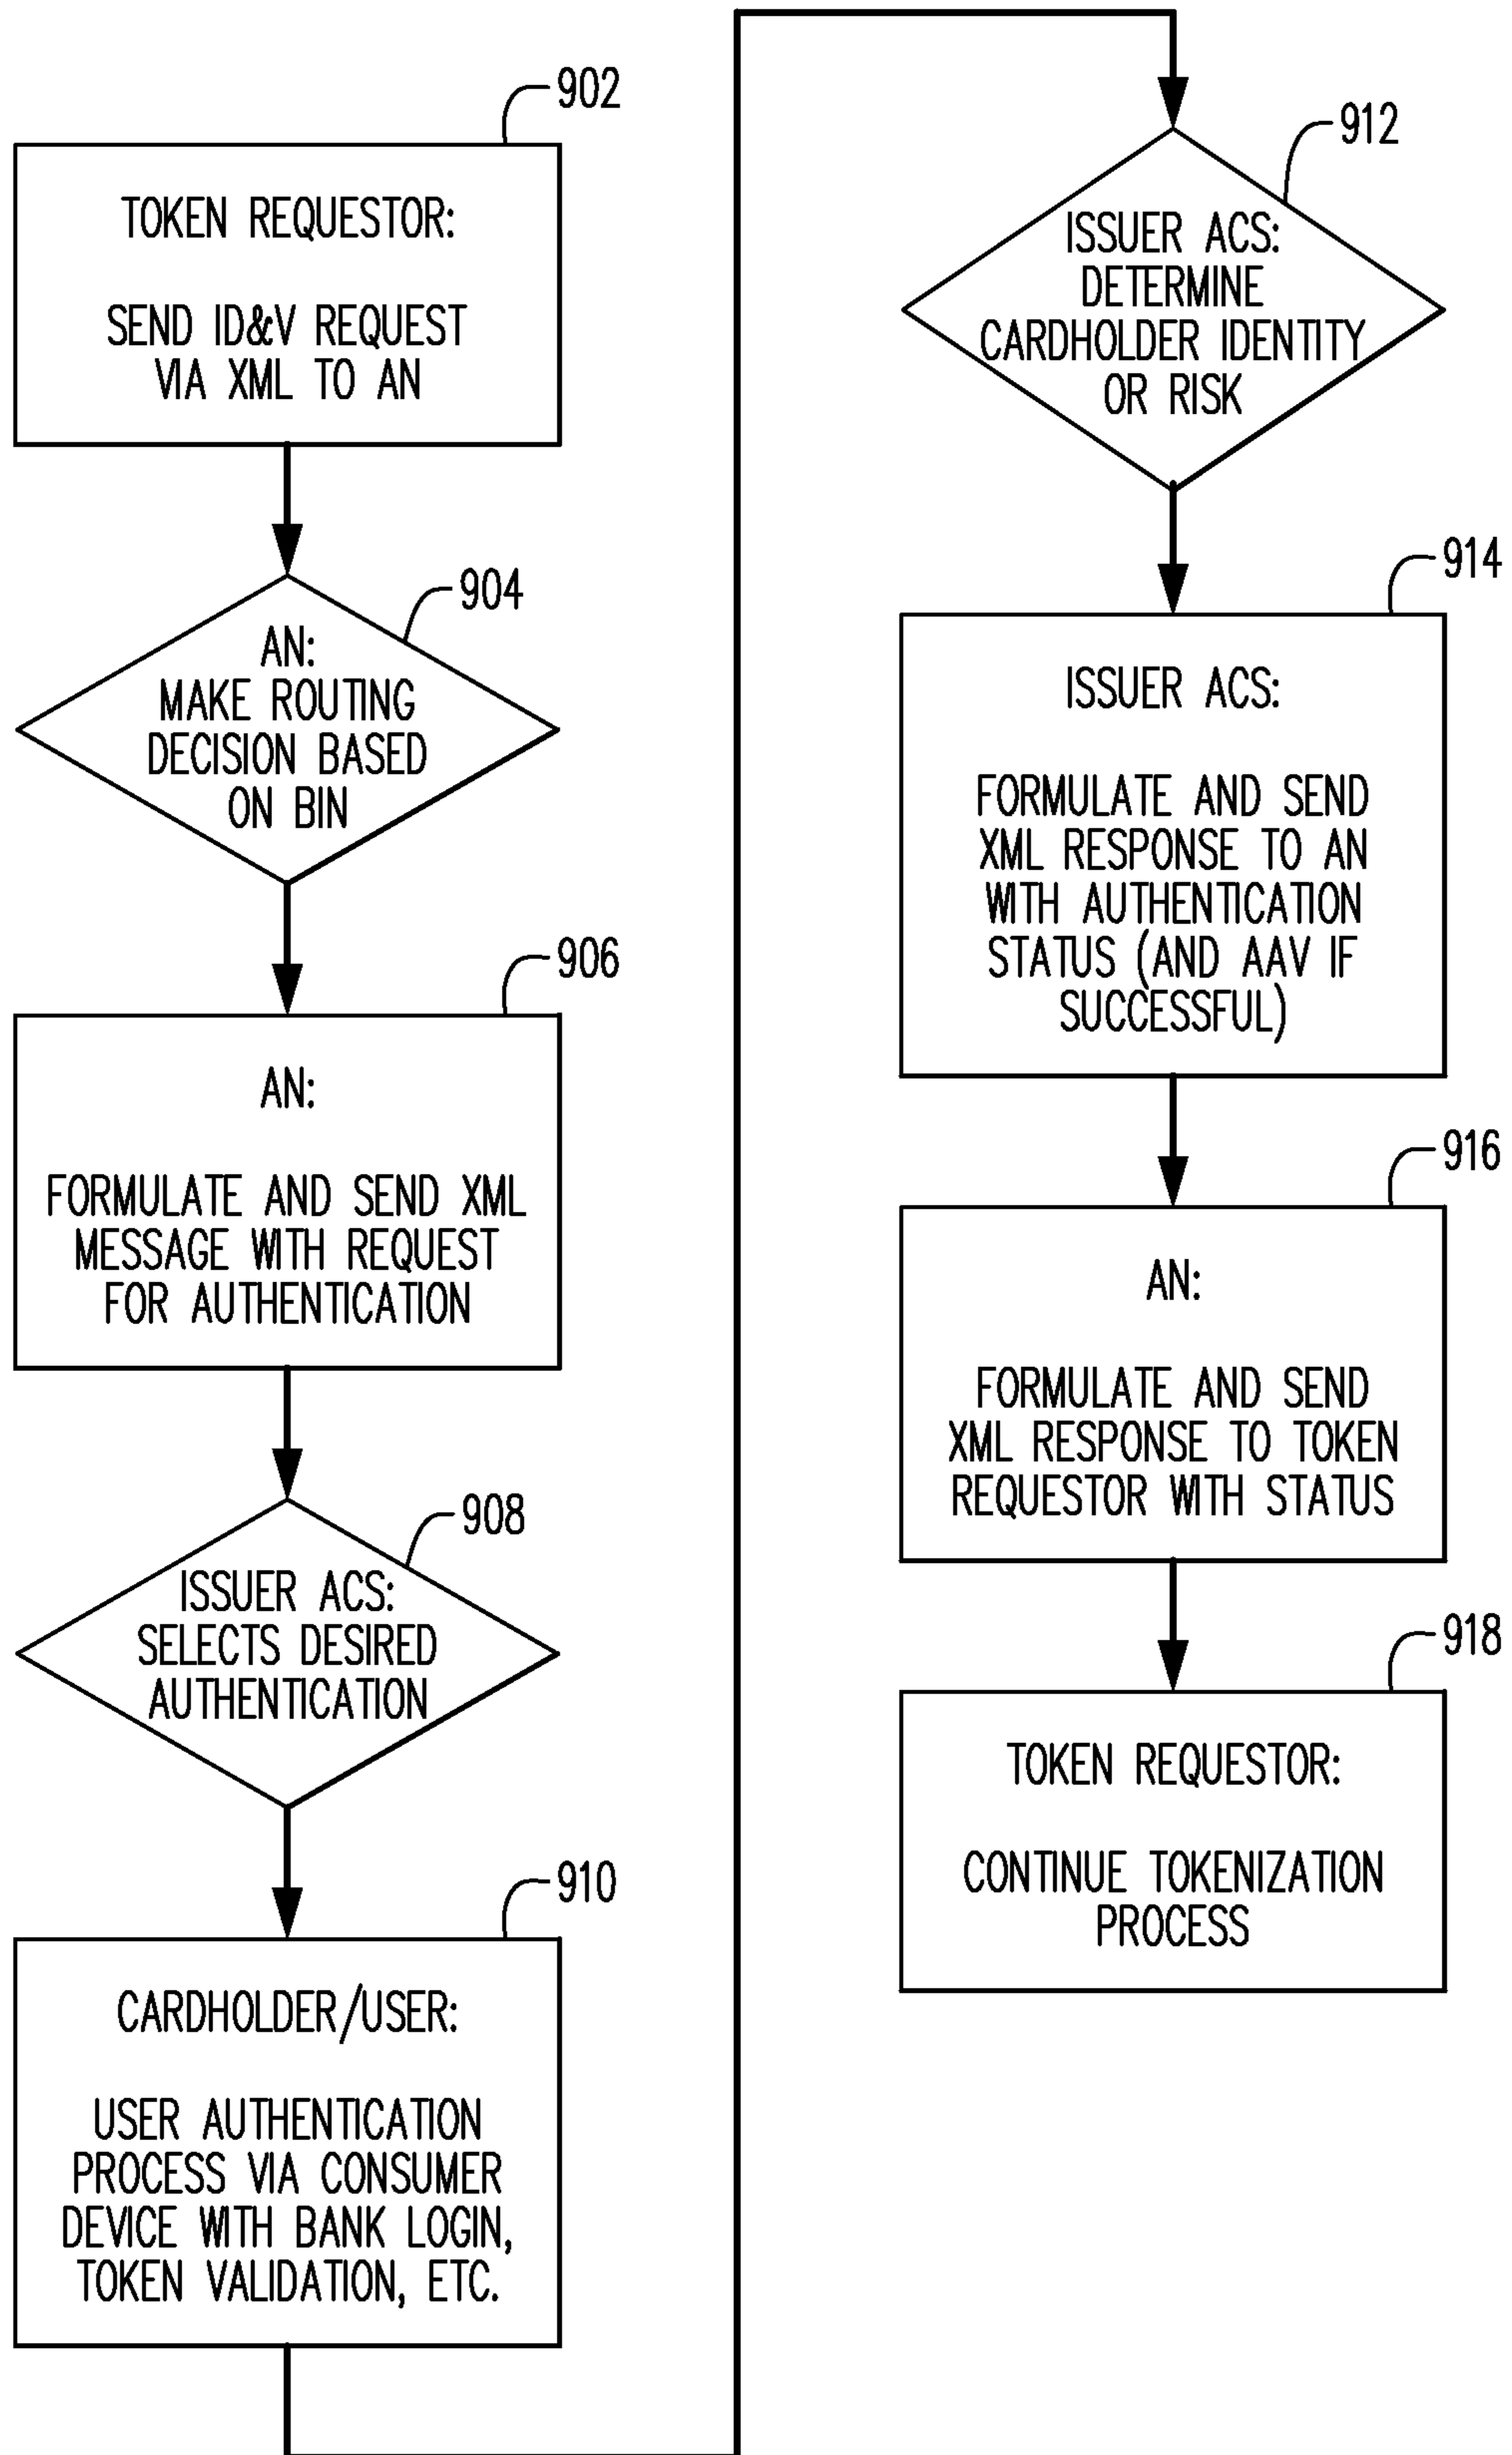 902
TOKEN REQUESTOR:
SEND ID&V REQUEST
VIA XML TO AN
904
AN:
MAKE ROUTING
DECISION BASED
ON BIN
906
AN:
FORMULATE AND SEND XML
MESSAGE WITH REQUEST
FOR AUTHENTICATION
908
ISSUER ACS:
SELECTS DESIRED
AUTHENTICATION
910
CARDHOLDER/USER:
USER AUTHENTICATION
PROCESS VIA CONSUMER
DEVICE WITH BANK LOGIN,
TOKEN VALIDATION, ETC.
912
ISSUER ACS:
DETERMINE
CARDHOLDER IDENTITY
OR RISK
914
ISSUER ACS:
FORMULATE AND SEND
XML RESPONSE TO AN
WITH AUTHENTICATION
STATUS (AND AAV IF
SUCCESSFUL)
916
AN:
FORMULATE AND SEND
XML RESPONSE TO TOKEN
REQUESTOR WITH STATUS
918
TOKEN REQUESTOR:
CONTINUE TOKENIZATION
PROCESS